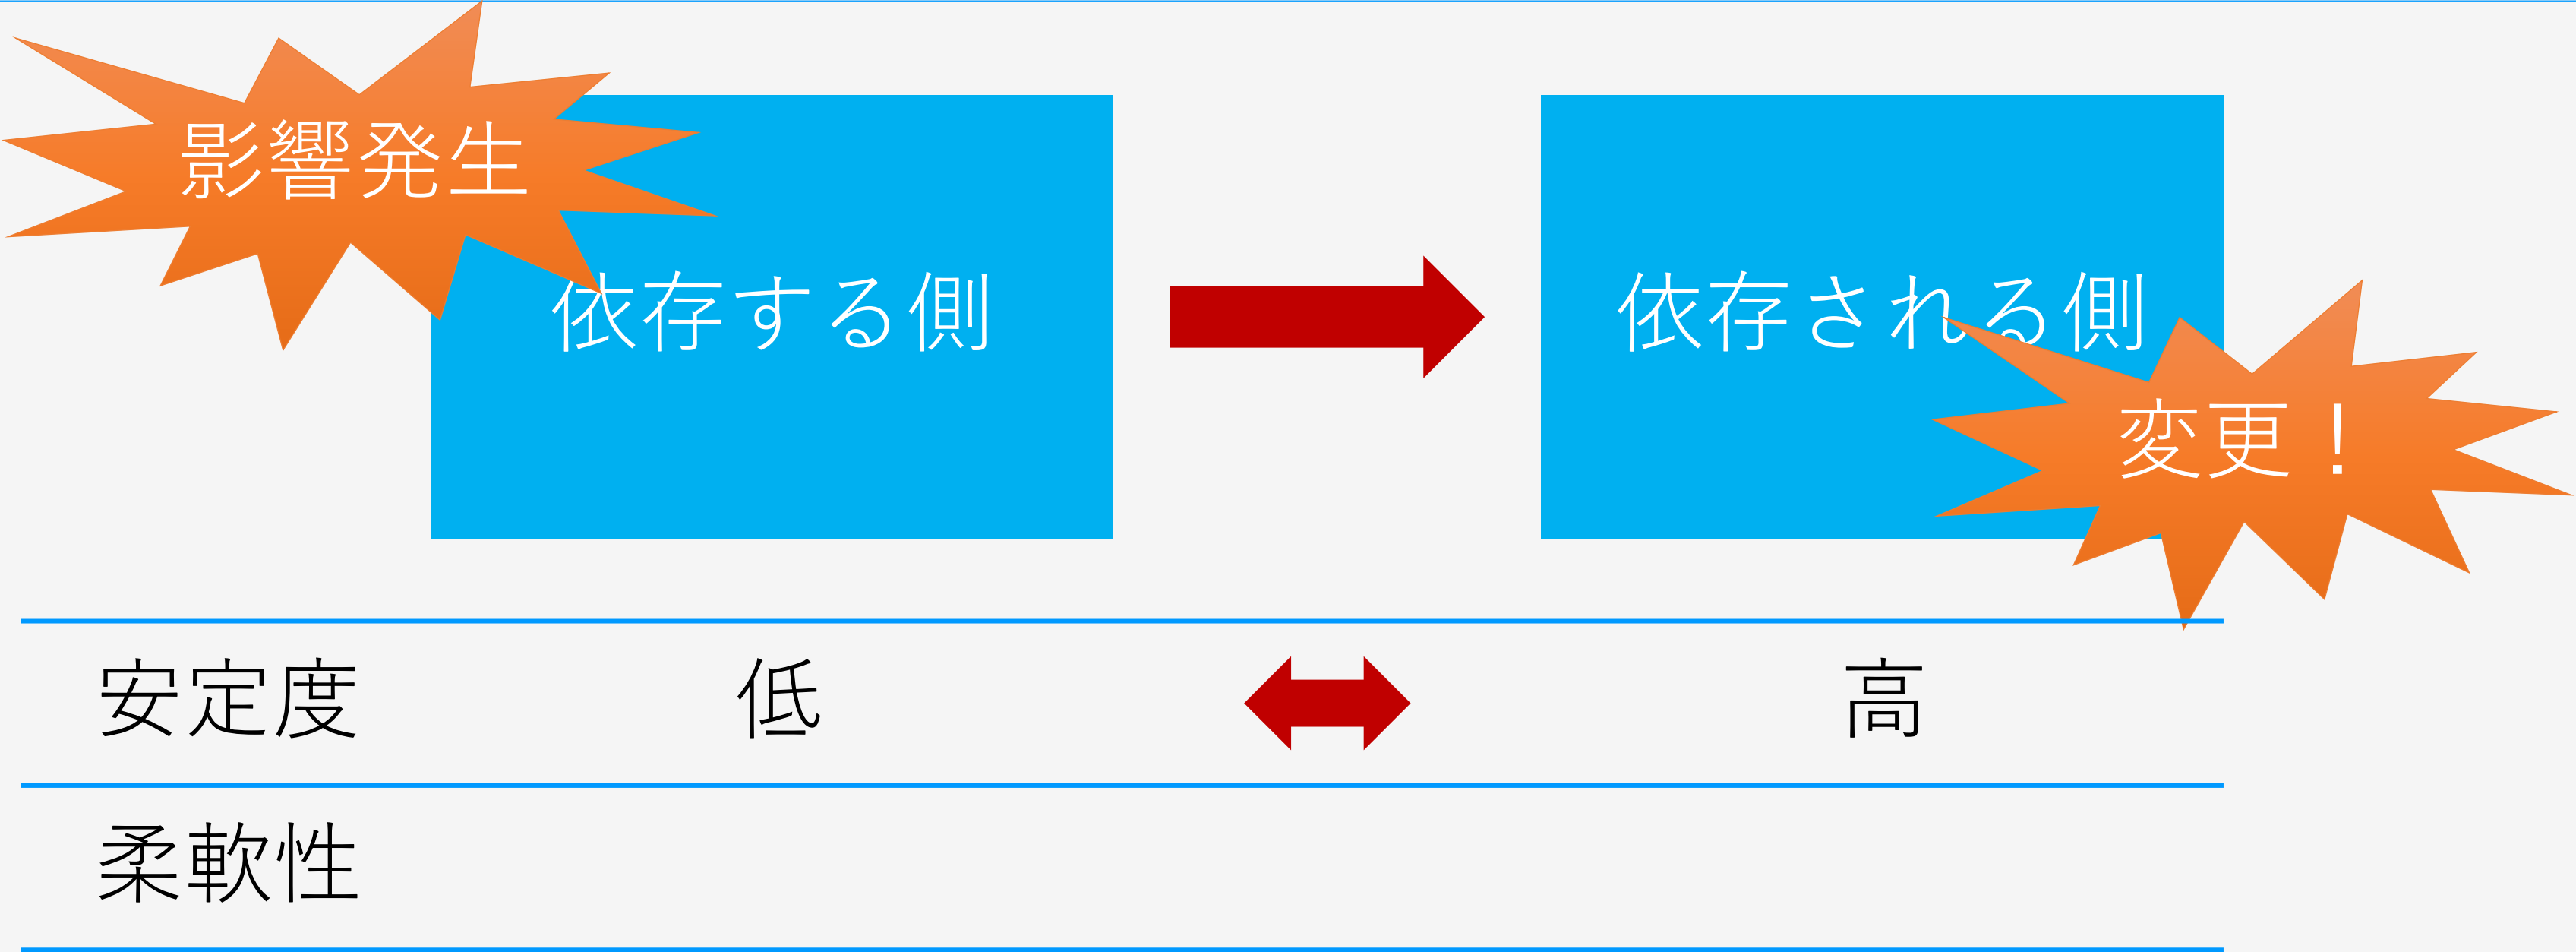 影響発生
依存する側
依存される側
変更！
安定度 低 高
柔軟性